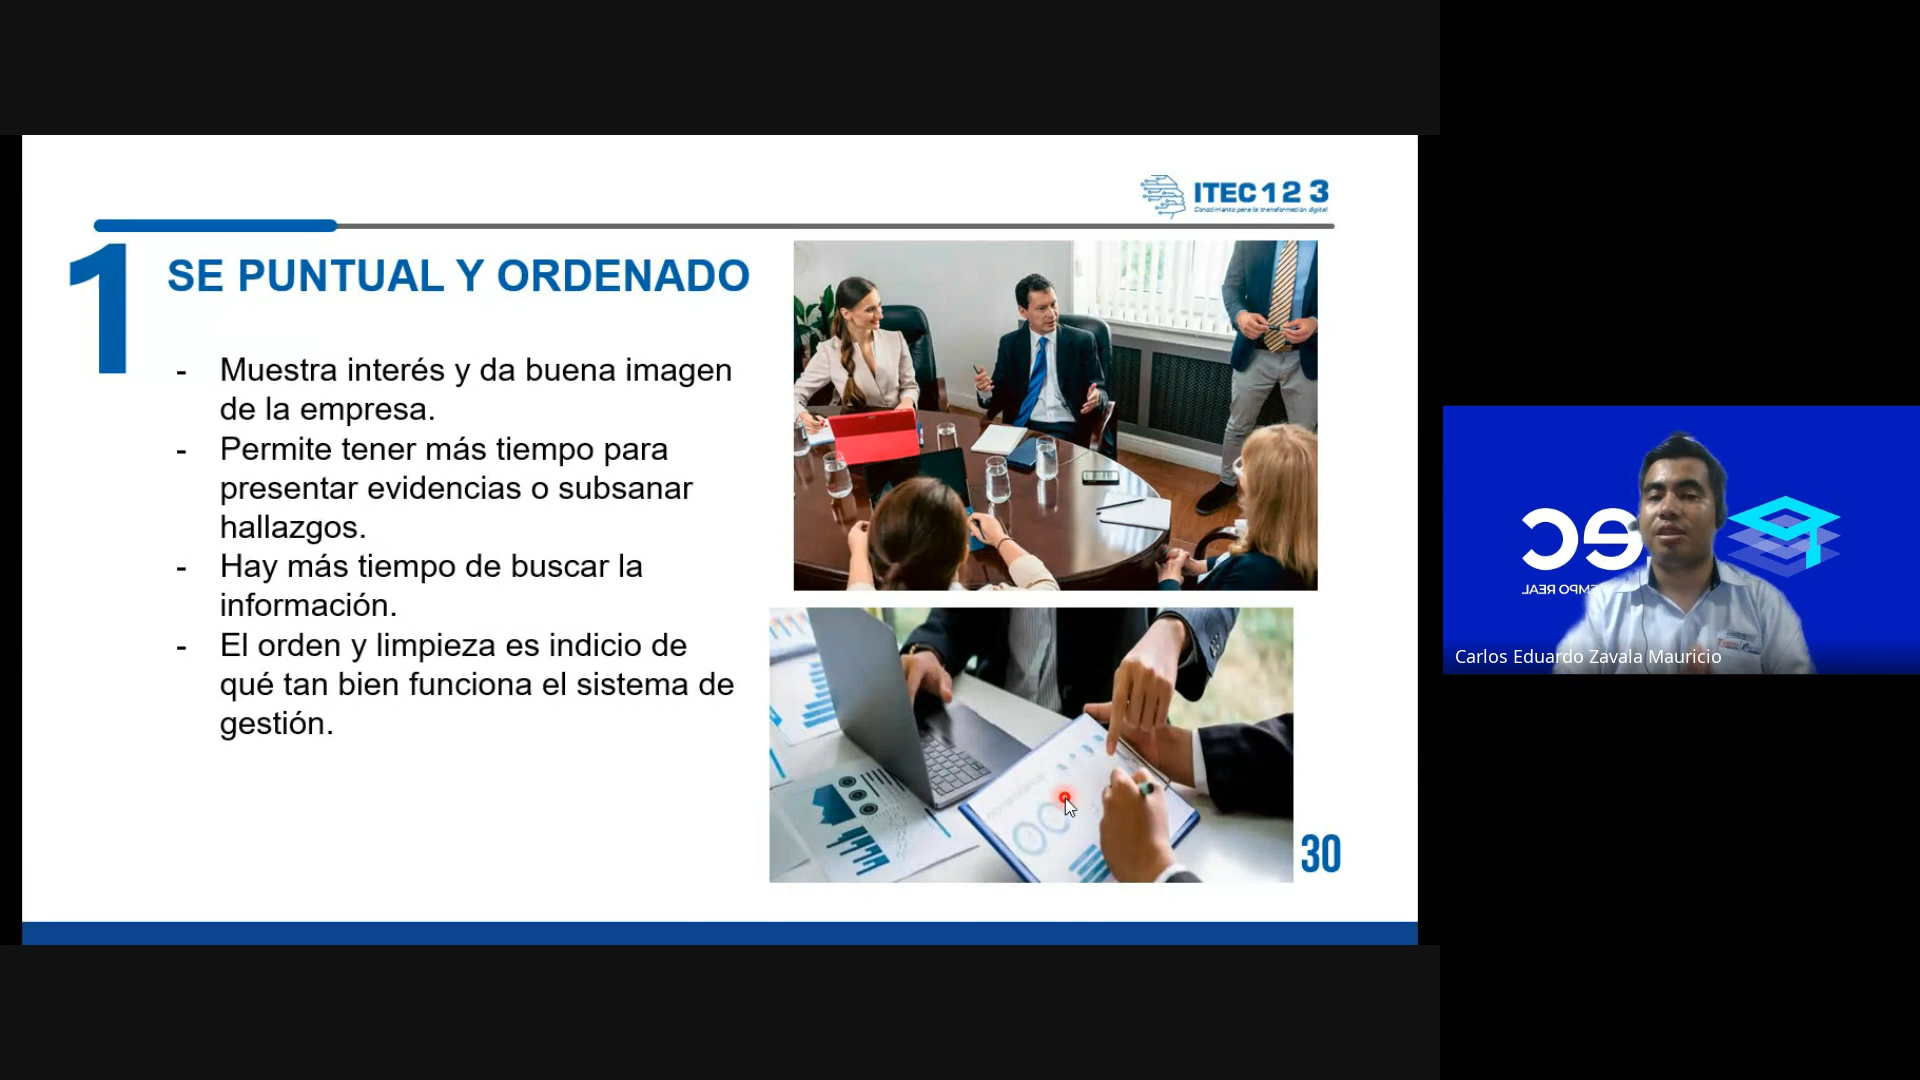 ITEC 1 2 3
Conocimiento para la transformación digital
1
SE PUNTUAL Y ORDENADO
- Muestra interés y da buena imagen
de la empresa.
- Permite tener más tiempo para
presentar evidencias o subsanar
hallazgos.
- Hay más tiempo de buscar la
información.
- El orden y limpieza es indicio de
qué tan bien funciona el sistema de
gestión.
30
Carlos Eduardo Zavala Mauricio